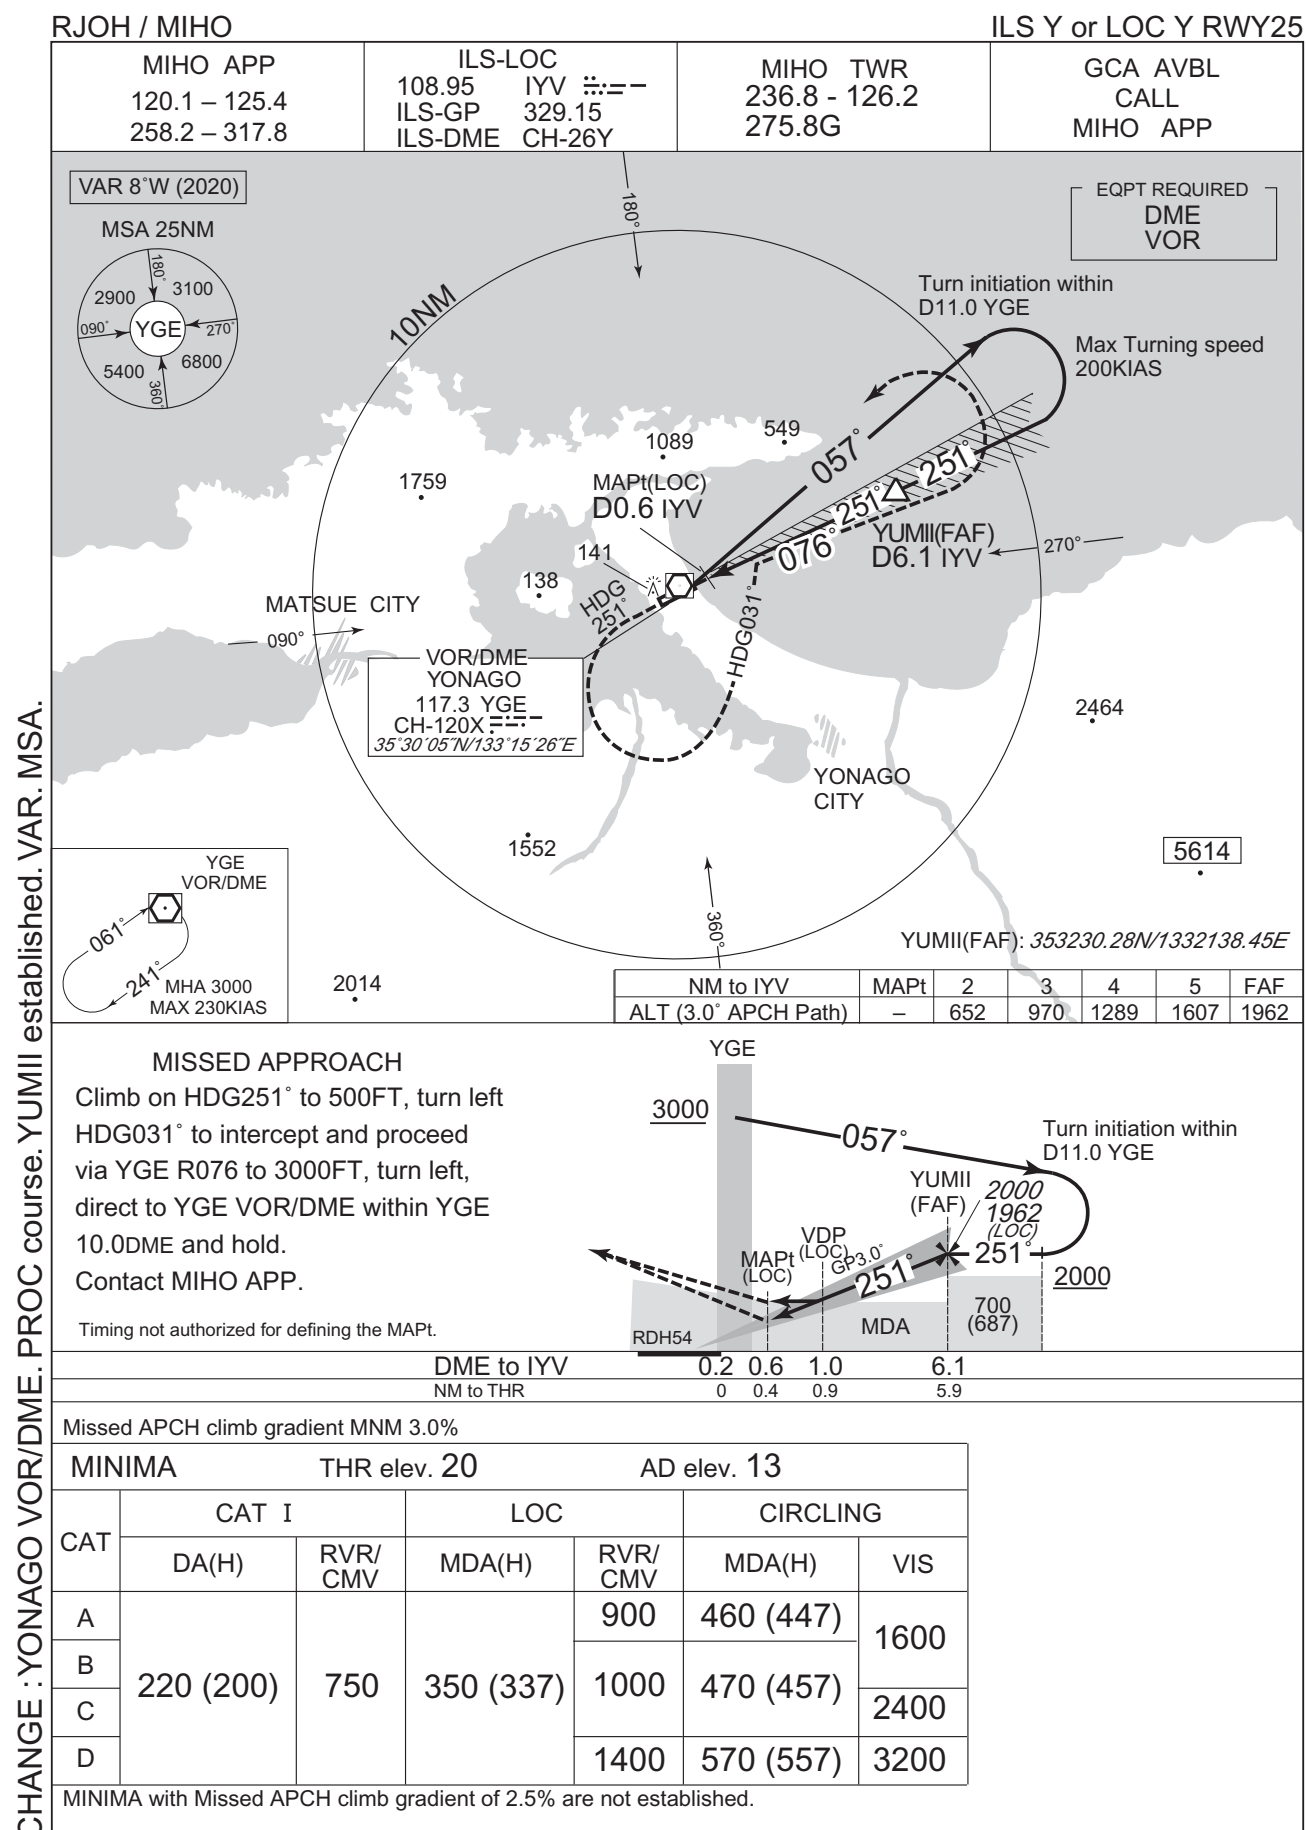 RJOH / MIHO
ILS Y or LOC Y RWY25
MIHO APP
120.1 – 125.4
258.2 – 317.8
ILS-LOC
108.95 IYV
ILS-GP 329.15
ILS-DME CH-26Y
MIHO TWR
236.8 - 126.2
275.8G
GCA AVBL
CALL
MIHO APP
VAR 8°W (2020)
MSA 25NM
180°
2900
3100
090°
YGE
270°
5400
6800
360°
180°
10NM
EQPT REQUIRED
DME
VOR
Turn initiation within
D11.0 YGE
Max Turning speed
200KIAS
1759
1089
549
057°
251°
251°
076°
MAPt(LOC)
D0.6 IYV
YUMII(FAF)
D6.1 IYV
270°
141
138
HDG
251°
HDG031°
MATSUE CITY
090°
VOR/DME
YONAGO
117.3 YGE
CH-120X
35°30´05˝N/133°15´26˝E
2464
YONAGO
CITY
1552
5614
360°
YGE
VOR/DME
061°
241°
MHA 3000
MAX 230KIAS
2014
YUMII(FAF): 353230.28N/1332138.45E
NM to IYV MAPt 2 3 4 5 FAF
ALT (3.0° APCH Path) – 652 970 1289 1607 1962
MISSED APPROACH
Climb on HDG251° to 500FT, turn left
HDG031° to intercept and proceed
via YGE R076 to 3000FT, turn left,
direct to YGE VOR/DME within YGE
10.0DME and hold.
Contact MIHO APP.
Timing not authorized for defining the MAPt.
YGE
3000
057°
Turn initiation within
D11.0 YGE
YUMII
(FAF)
2000
1962
(LOC)
VDP
(LOC)
MAPt
(LOC)
GP3.0°
251°
251°
2000
700
(687)
MDA
RDH54
DME to IYV 0.2 0.6 1.0 6.1
NM to THR 0 0.4 0.9 5.9
Missed APCH climb gradient MNM 3.0%
MINIMA THR elev. 20 AD elev. 13
CAT
CAT I
LOC
CIRCLING
DA(H)
RVR/
CMV
MDA(H)
RVR/
CMV
MDA(H)
VIS
A
B
C
D
220 (200)
750
350 (337)
900
1000
1400
460 (447)
470 (457)
570 (557)
1600
2400
3200
MINIMA with Missed APCH climb gradient of 2.5% are not established.
CHANGE : YONAGO VOR/DME. PROC course. YUMII established. VAR. MSA.